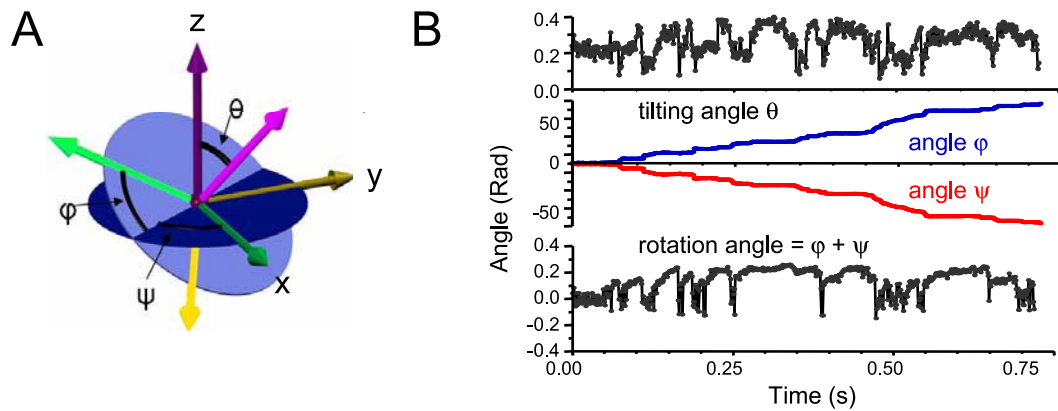 A
z
θ
y
φ
ψ
x
B
0.4
0.2
0.0
tilting angle θ
50
angle φ
0
angle ψ
-50
Angle (Rad)
rotation angle = φ + ψ
0.4
0.2
0.0
-0.2
-0.4
0.00
0.25
0.50
0.75
Time (s)